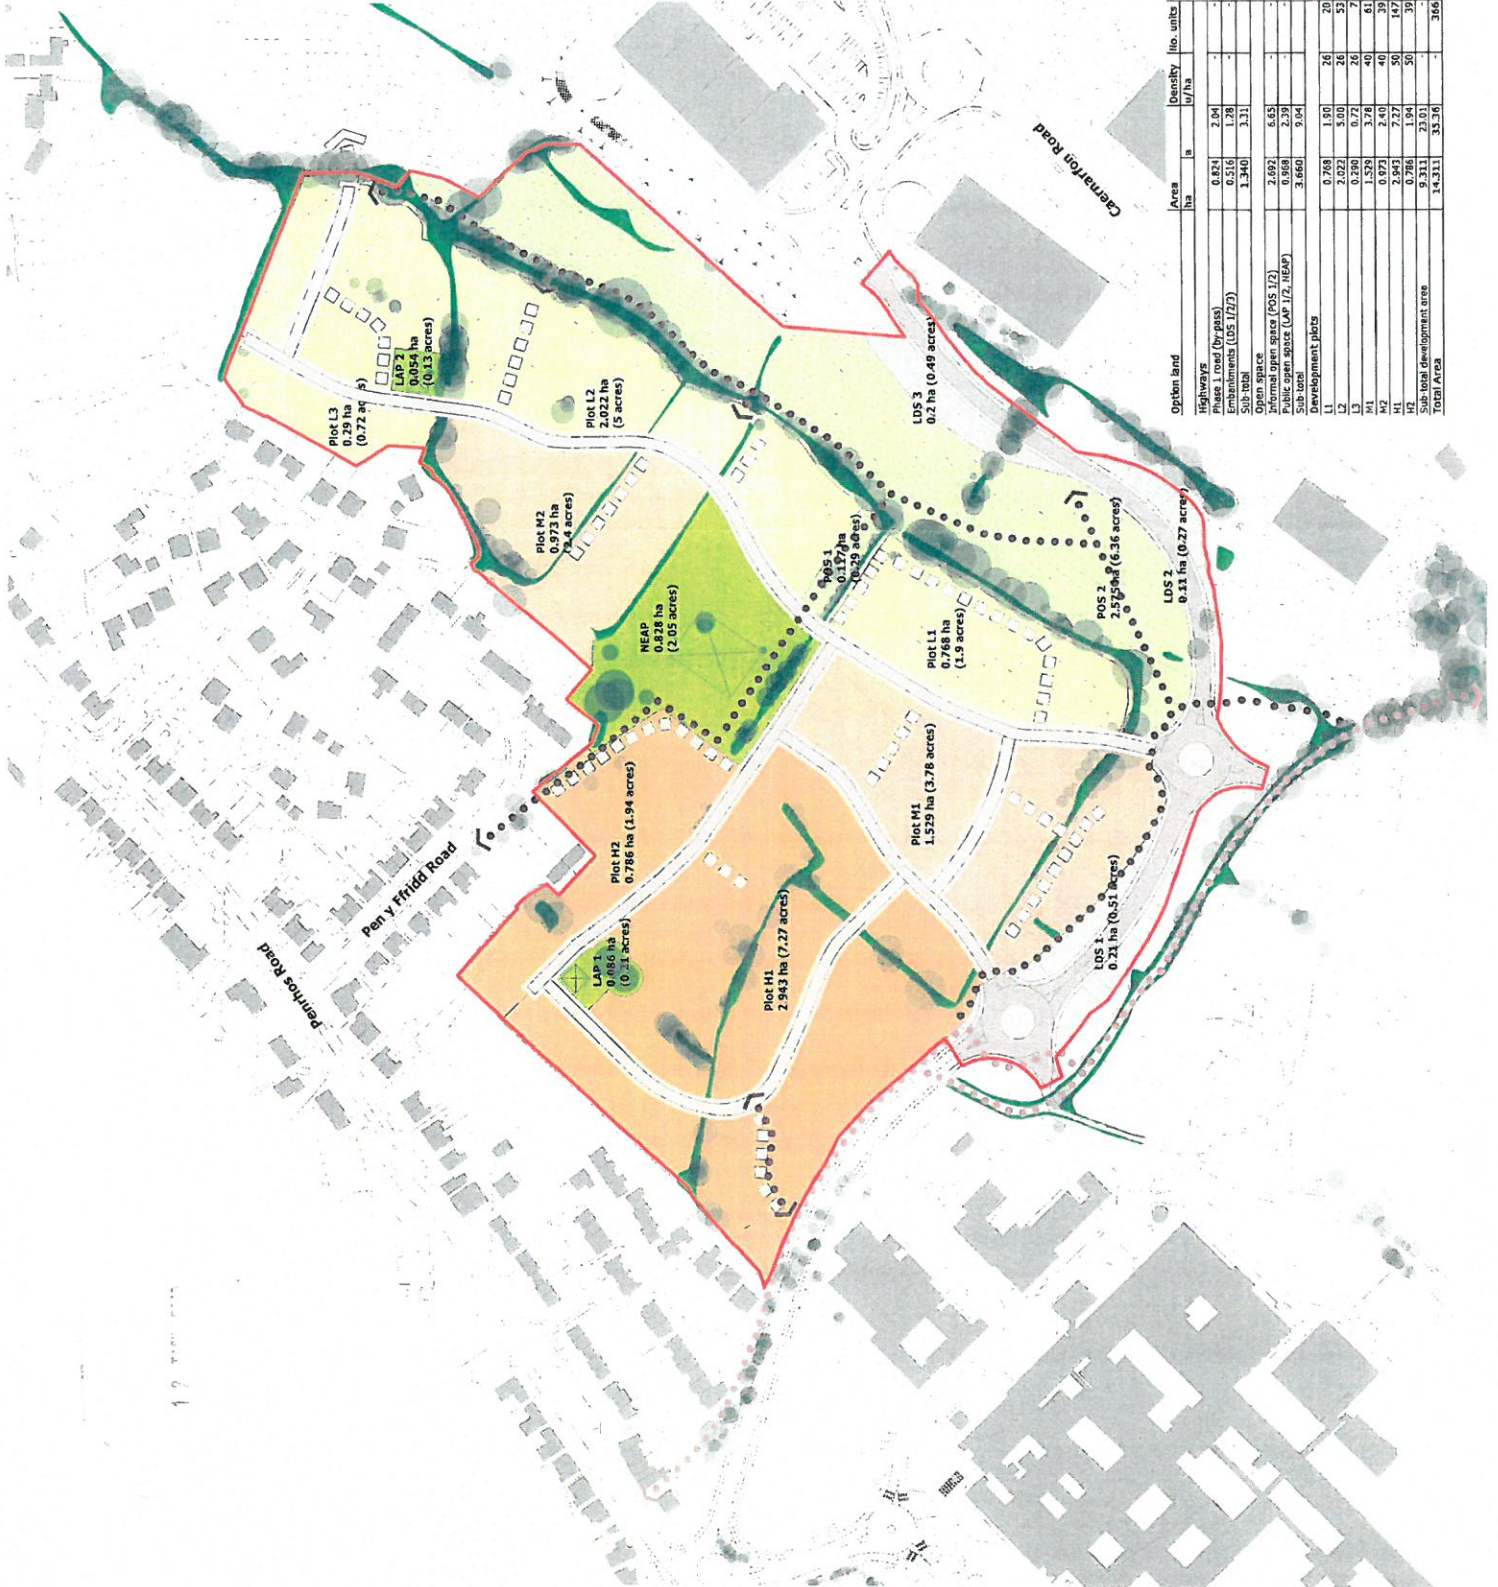 Penrhos Road
Pen y Ffridd Road
Caernarfon Road
Plot L3
0.29 ha
LAP 2
0.054 ha
(0.13 acres)
Plot L2
2.022 ha
(5 acres)
Plot M2
0.973 ha
(2.4 acres)
NEAP
0.828 ha
(2.05 acres)
POS 1
(0.29 acres)
LDS 3
0.2 ha (0.49 acres)
POS 2
(6.36 acres)
LDS 2
0.11 ha (0.27 acres)
Plot L1
0.768 ha
(1.9 acres)
Plot H2
0.786 ha (1.94 acres)
Plot M1
1.529 ha (3.78 acres)
LAP 1
0.086 ha
(0.21 acres)
Plot H1
2.943 ha (7.27 acres)
LDS 1
0.21 ha (0.51 acres)
Option land Area Density No. units
ha a u/ha
Highways
Phase 1 road (by-pass) 0.824 2.04 - -
Embankments (LDS 1/2/3) 0.516 1.28 - -
Sub-total 1.340 3.31
Open space
Informal open space (POS 1/2) 2.692 6.65 - -
Public open space (LAP 1/2, NEAP) 0.968 2.39 - -
Sub-total 3.660 9.04
Development plots
L1 0.768 1.90 26 20
L2 2.022 5.00 26 53
L3 0.290 0.72 26 7
M1 1.529 3.78 40 61
M2 0.973 2.40 40 39
H1 2.943 7.27 50 147
H2 0.786 1.94 50 39
Sub-total development area 9.311 23.01 - -
Total Area 14.311 35.36 - 366